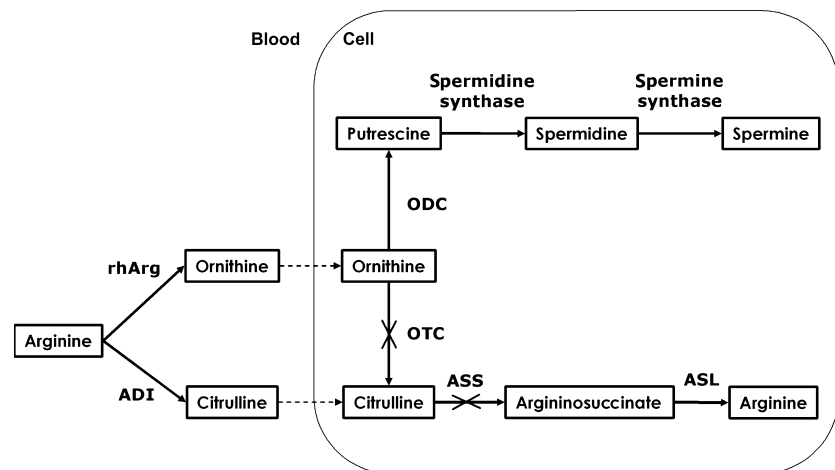 Blood
Cell
Spermidine
synthase
Spermine
synthase
Putrescine
Spermidine
Spermine
ODC
rhArg
Ornithine
Ornithine
Arginine
OTC
ADI
Citrulline
Citrulline
ASS
Argininosuccinate
ASL
Arginine